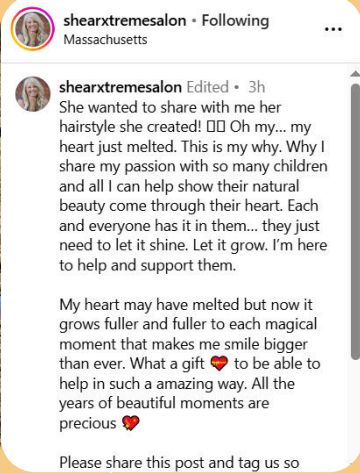 shearxtremesalon • Following
Massachusetts
...
shearxtremesalon Edited • 3h
She wanted to share with me her
hairstyle she created! ▯▯ Oh my... my
heart just melted. This is my why. Why I
share my passion with so many children
and all I can help show their natural
beauty come through their heart. Each
and everyone has it in them... they just
need to let it shine. Let it grow. I'm here
to help and support them.

My heart may have melted but now it
grows fuller and fuller to each magical
moment that makes me smile bigger
than ever. What a gift 💝 to be able to
help in such a amazing way. All the
years of beautiful moments are
precious 💖

Please share this post and tag us so